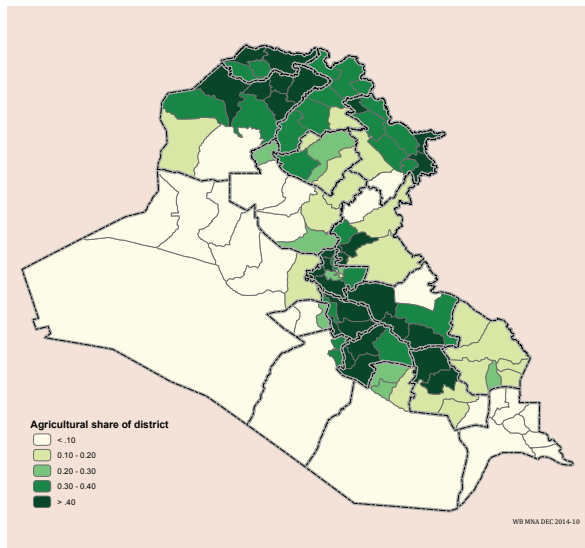 Agricultural share of district
< .10
0.10 - 0.20
0.20 - 0.30
0.30 - 0.40
> .40
WB MNA DEC 2014-10